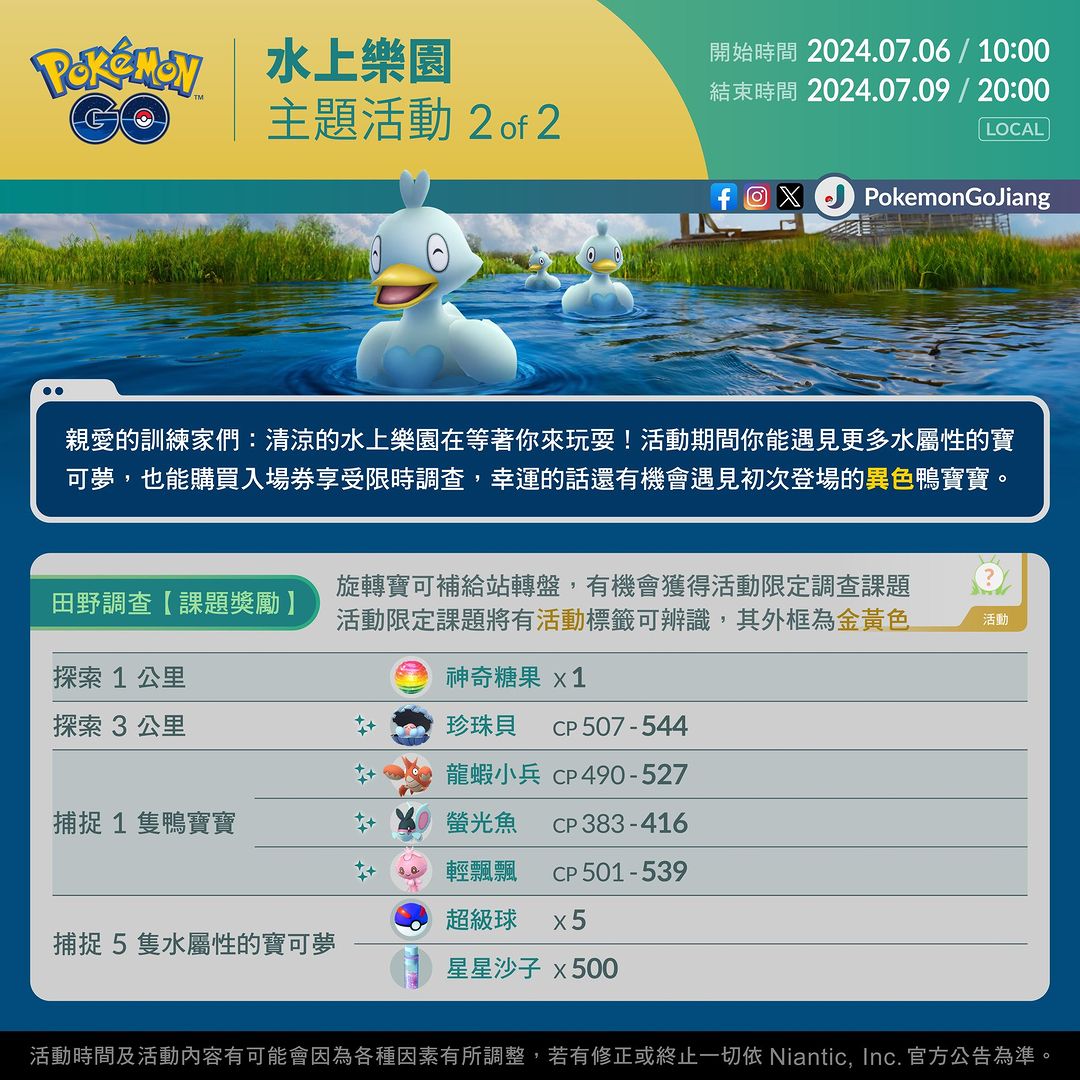 POKéMON
GO
TM
水上樂園
主題活動 2 of 2
開始時間 2024.07.06 / 10:00
結束時間 2024.07.09 / 20:00
LOCAL
PokemonGoJiang
親愛的訓練家們：清涼的水上樂園在等著你來玩耍！活動期間你能遇見更多水屬性的寶
可夢，也能購買入場券享受限時調查，幸運的話還有機會遇見初次登場的異色鴨寶寶。
田野調查【課題獎勵】
旋轉寶可補給站轉盤，有機會獲得活動限定調查課題
活動限定課題將有活動標籤可辨識，其外框為金黃色
?
活動
探索 1 公里
神奇糖果 x 1
探索 3 公里
珍珠貝 CP 507 - 544
捕捉 1 隻鴨寶寶
龍蝦小兵 CP 490 - 527
螢光魚 CP 383 - 416
輕飄飄 CP 501 - 539
捕捉 5 隻水屬性的寶可夢
超級球 x 5
星星沙子 x 500
活動時間及活動內容有可能會因為各種因素有所調整，若有修正或終止一切依 Niantic, Inc. 官方公告為準。